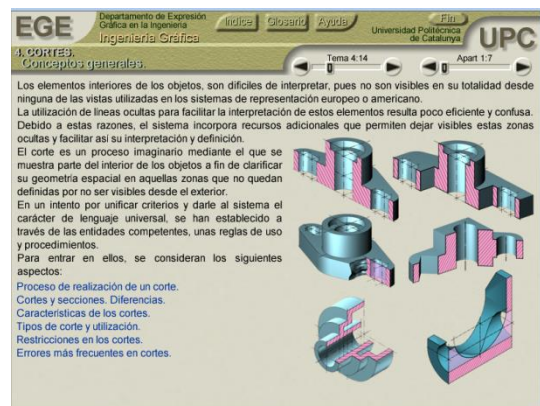 EGE
Departamento de Expresión
Gráfica en la Ingeniería
Ingeniería Gráfica
Indice
Glosario
Ayuda
Fin
Universidad Politécnica
de Catalunya
UPC
4. CORTES.
Conceptos generales.
Tema 4:14
Apart 1:7
Los elementos interiores de los objetos, son difíciles de interpretar, pues no son visibles en su totalidad desde
ninguna de las vistas utilizadas en los sistemas de representación europeo o americano.
La utilización de líneas ocultas para facilitar la interpretación de estos elementos resulta poco eficiente y confusa.
Debido a estas razones, el sistema incorpora recursos adicionales que permiten dejar visibles estas zonas
ocultas y facilitar así su interpretación y definición.
El corte es un proceso imaginário mediante el que se
muestra parte del interior de los objetos a fin de clarificar
su geometría espacial en aquellas zonas que no quedan
definidas por no ser visibles desde el exterior.
En un intento por unificar criterios y darle al sistema el
carácter de lenguaje universal, se han establecido a
través de las entidades competentes, unas reglas de uso
y procedimientos.
Para entrar en ellos, se consideran los siguientes
aspectos:
Proceso de realización de un corte.
Cortes y secciones. Diferencias.
Características de los cortes.
Tipos de corte y utilización.
Restricciones en los cortes.
Errores más frecuentes en cortes.